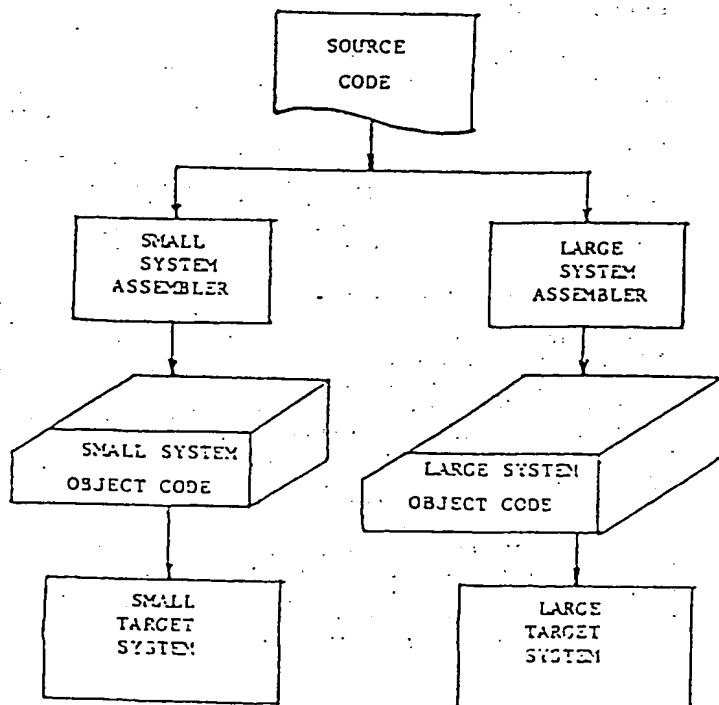 SOURCE
CODE
SMALL
SYSTEM
ASSEMBLER
LARGE
SYSTEM
ASSEMBLER
SMALL SYSTEM
OBJECT CODE
LARGE SYSTEM
OBJECT CODE
SMALL
TARGET
SYSTEM
LARGE
TARGET
SYSTEM